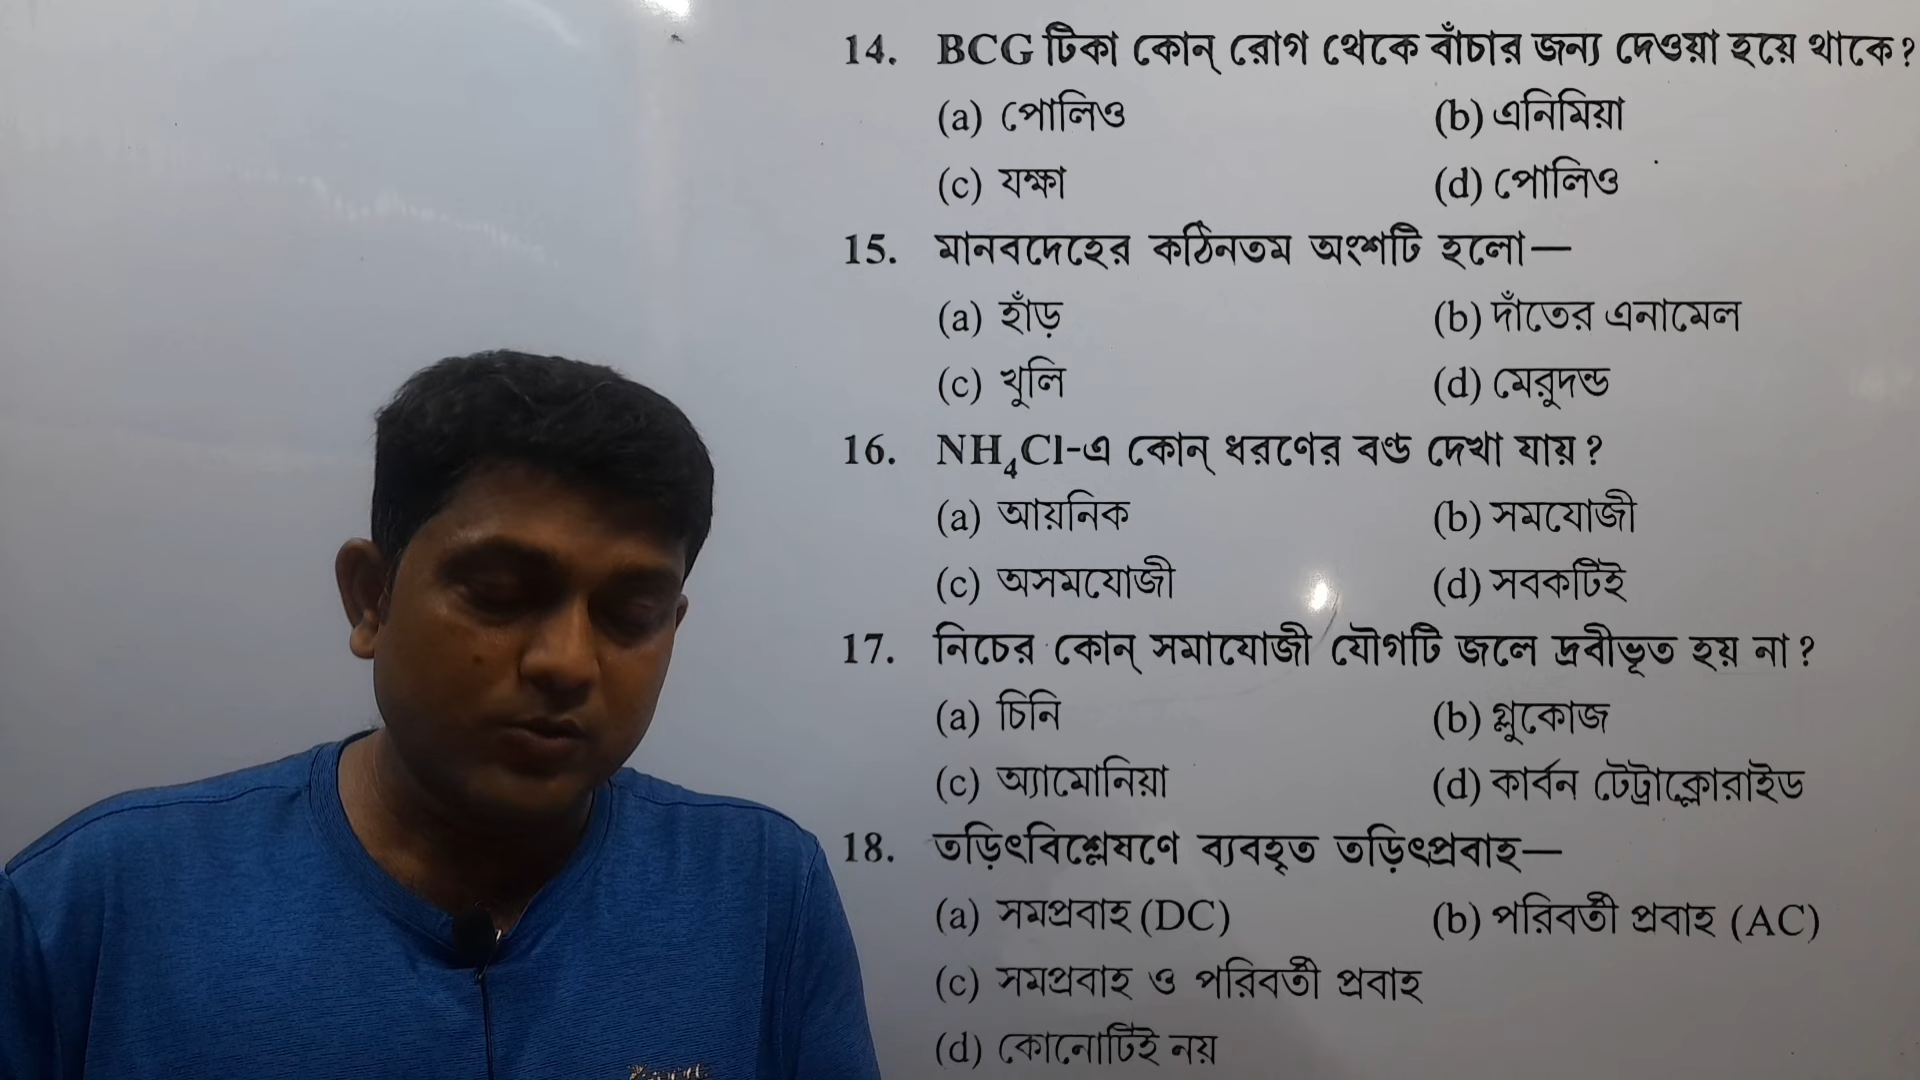 14. BCG টিকা কোন্ রোগ থেকে বাঁচার জন্য দেওয়া হয়ে থাকে?
(a) পোলিও (b) এনিমিয়া
(c) যক্ষা (d) পোলিও
15. মানবদেহের কঠিনতম অংশটি হলো—
(a) হাঁড় (b) দাঁতের এনামেল
(c) খুলি (d) মেরুদন্ড
16. NH₄Cl-এ কোন্ ধরণের বণ্ড দেখা যায়?
(a) আয়নিক (b) সমযোজী
(c) অসমযোজী (d) সবকটিই
17. নিচের কোন্ সমাযোজী যৌগটি জলে দ্রবীভূত হয় না?
(a) চিনি (b) গ্লুকোজ
(c) অ্যামোনিয়া (d) কার্বন টেট্রাক্লোরাইড
18. তড়িৎবিশ্লেষণে ব্যবহৃত তড়িৎপ্রবাহ—
(a) সমপ্রবাহ (DC) (b) পরিবর্তী প্রবাহ (AC)
(c) সমপ্রবাহ ও পরিবর্তী প্রবাহ
(d) কোনোটিই নয়